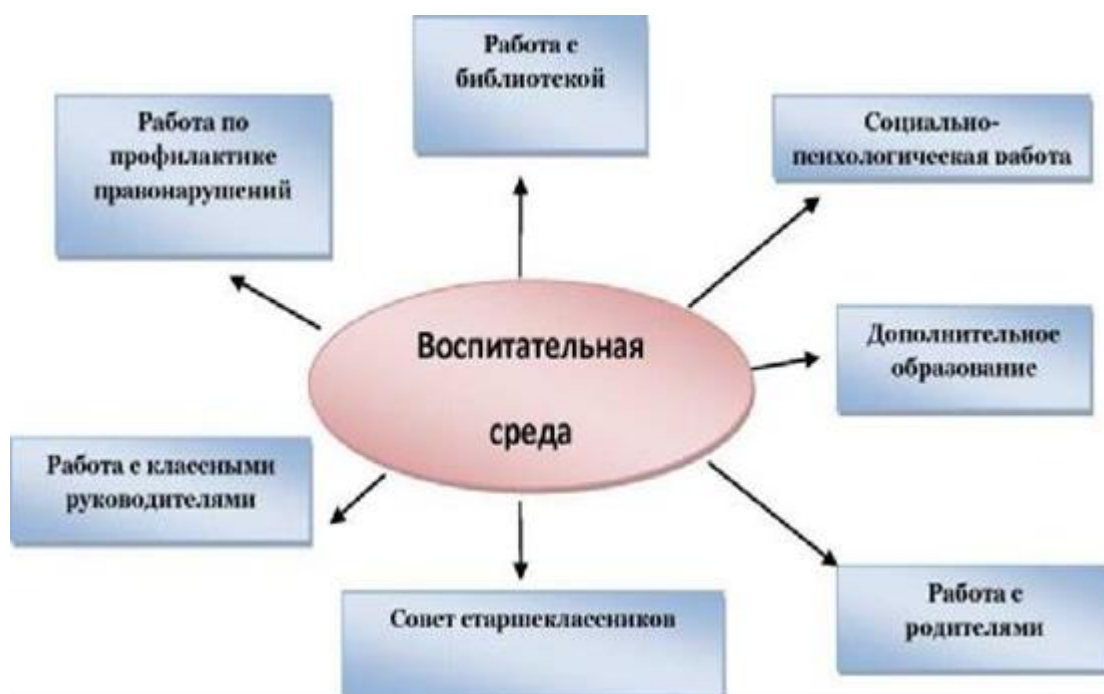 Работа с
библиотекой
Работа по
профилактике
правонарушений
Социально-
психологическая работа
Воспитательная
среда
Дополнительное
образование
Работа с классными
руководителями
Совет старшеклассников
Работа с
родителями